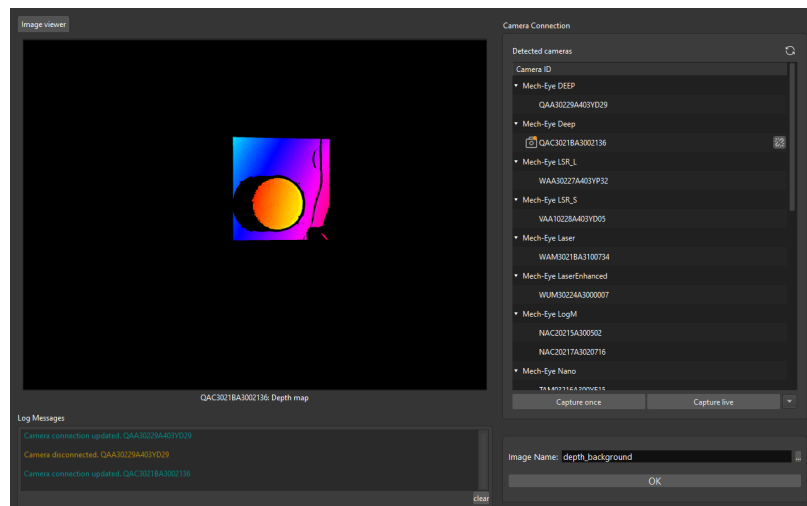 Image viewer
QAC3021BA3002136: Depth map
Log Messages
Camera connection updated. QAA30229A403YD29
Camera disconnected. QAA30229A403YD29
Camera connection updated. QAC3021BA3002136
clear
Camera Connection
Detected cameras
Camera ID
Mech-Eye DEEP
QAA30229A403YD29
Mech-Eye Deep
QAC3021BA3002136
Mech-Eye LSR_L
WAA30227A403YP32
Mech-Eye LSR_S
VAA10228A403YD05
Mech-Eye Laser
WAM3021BA3100734
Mech-Eye LaserEnhanced
WUM30224A3000007
Mech-Eye LogM
NAC20215A300502
NAC20217A3020716
Mech-Eye Nano
Capture once
Capture live
Image Name: depth_background
OK